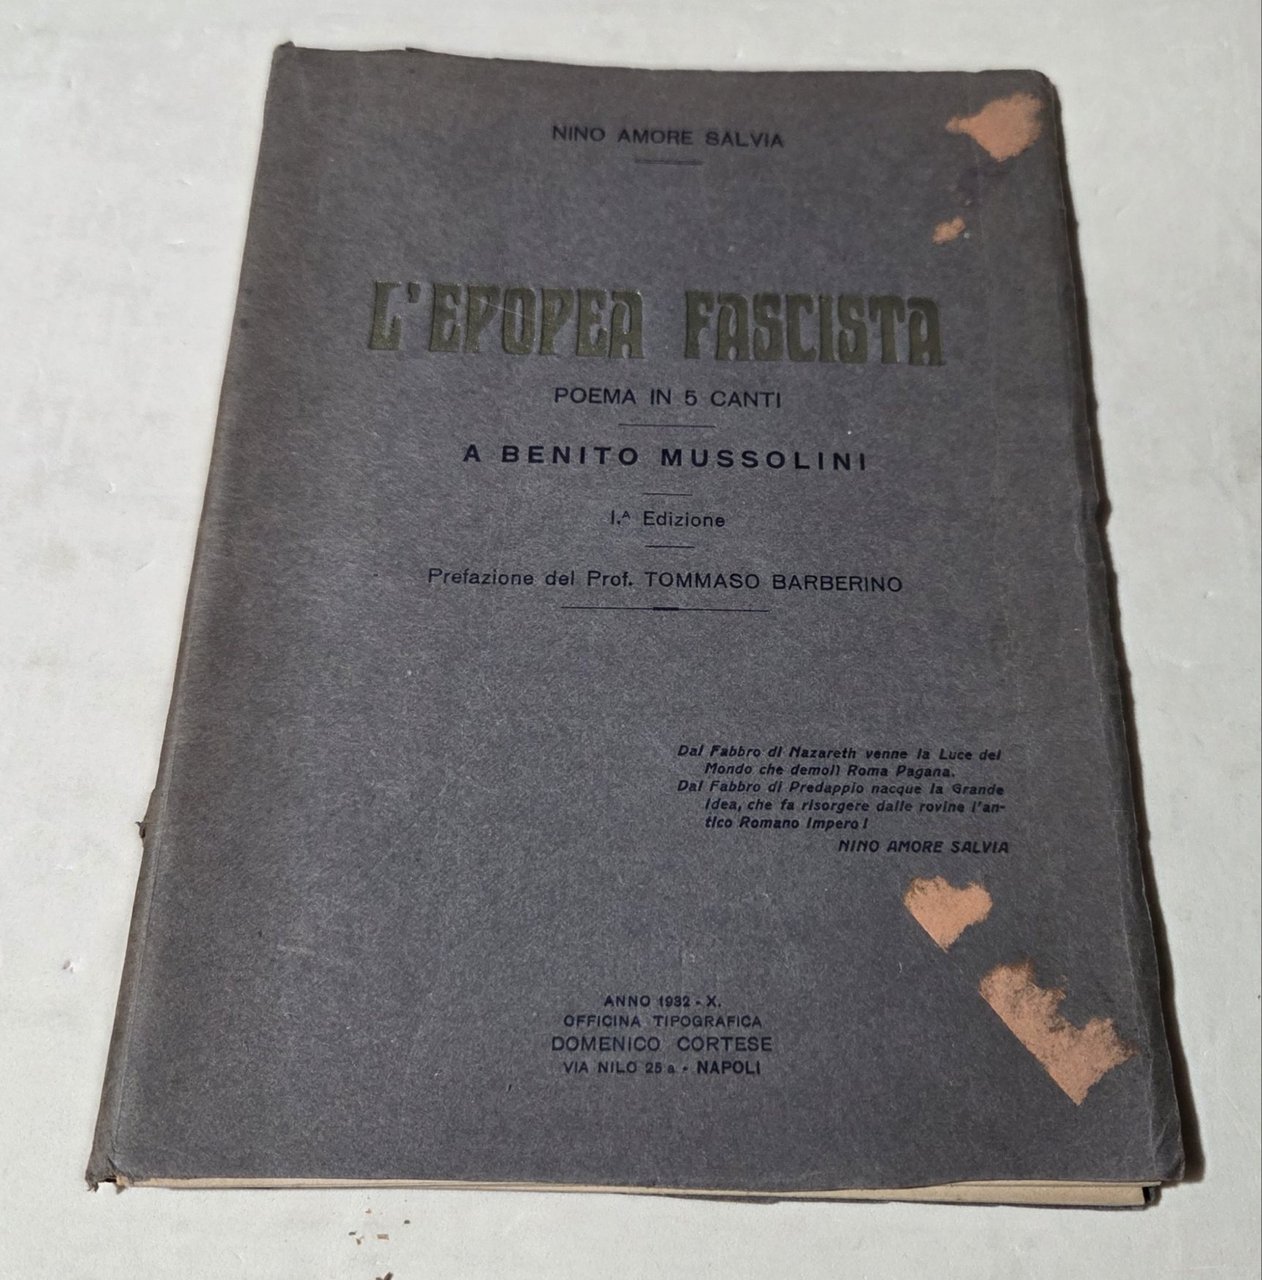 NINO AMORE SALVIA
L'EPOPEA FASCISTA
POEMA IN 5 CANTI
A BENITO MUSSOLINI
I.ᴬ Edizione
Prefazione del Prof. TOMMASO BARBERINO
Dal Fabbro di Nazareth venne la Luce del
Mondo che demolì Roma Pagana.
Dal Fabbro di Predappio nacque la Grande
Idea, che fa risorgere dalle rovine l'an-
tico Romano Impero!
NINO AMORE SALVIA
ANNO 1932 - X.
OFFICINA TIPOGRAFICA
DOMENICO CORTESE
VIA NILO 25 a - NAPOLI